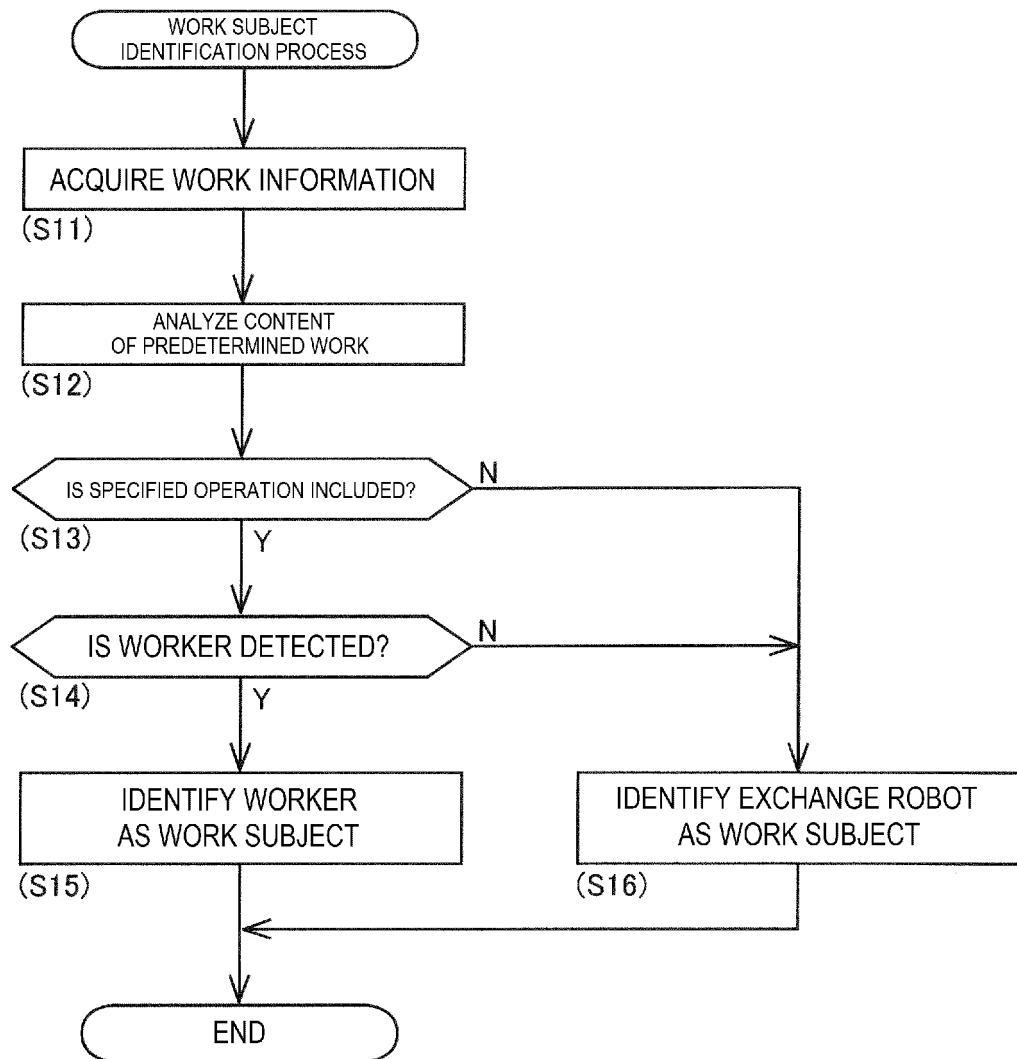 WORK SUBJECT
IDENTIFICATION PROCESS
ACQUIRE WORK INFORMATION
(S11)
ANALYZE CONTENT
OF PREDETERMINED WORK
(S12)
IS SPECIFIED OPERATION INCLUDED?
N
(S13)
Y
IS WORKER DETECTED?
N
(S14)
Y
IDENTIFY WORKER
AS WORK SUBJECT
(S15)
IDENTIFY EXCHANGE ROBOT
AS WORK SUBJECT
(S16)
END